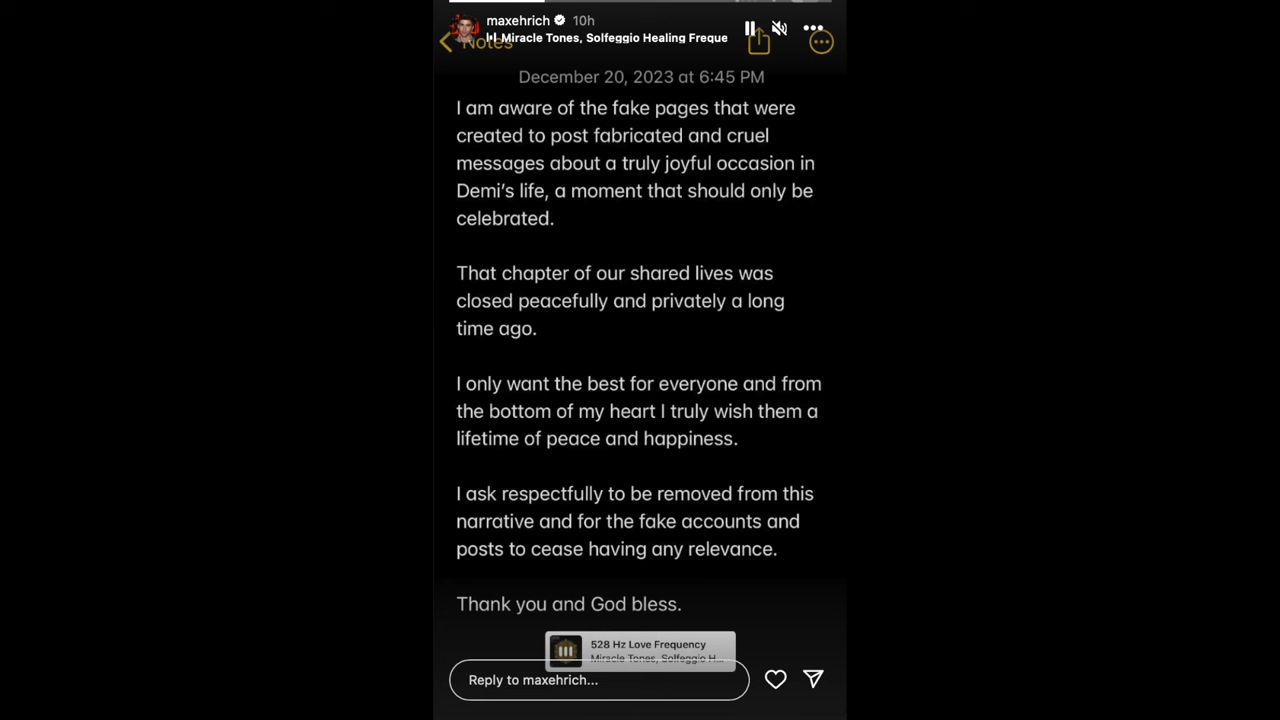 maxehrich 10h
Miracle Tones, Solfeggio Healing Freque
Notes
December 20, 2023 at 6:45 PM
I am aware of the fake pages that were
created to post fabricated and cruel
messages about a truly joyful occasion in
Demi's life, a moment that should only be
celebrated.
That chapter of our shared lives was
closed peacefully and privately a long
time ago.
I only want the best for everyone and from
the bottom of my heart I truly wish them a
lifetime of peace and happiness.
I ask respectfully to be removed from this
narrative and for the fake accounts and
posts to cease having any relevance.
Thank you and God bless.
528 Hz Love Frequency
Miracle Tones, Solfeggio H...
Reply to maxehrich...